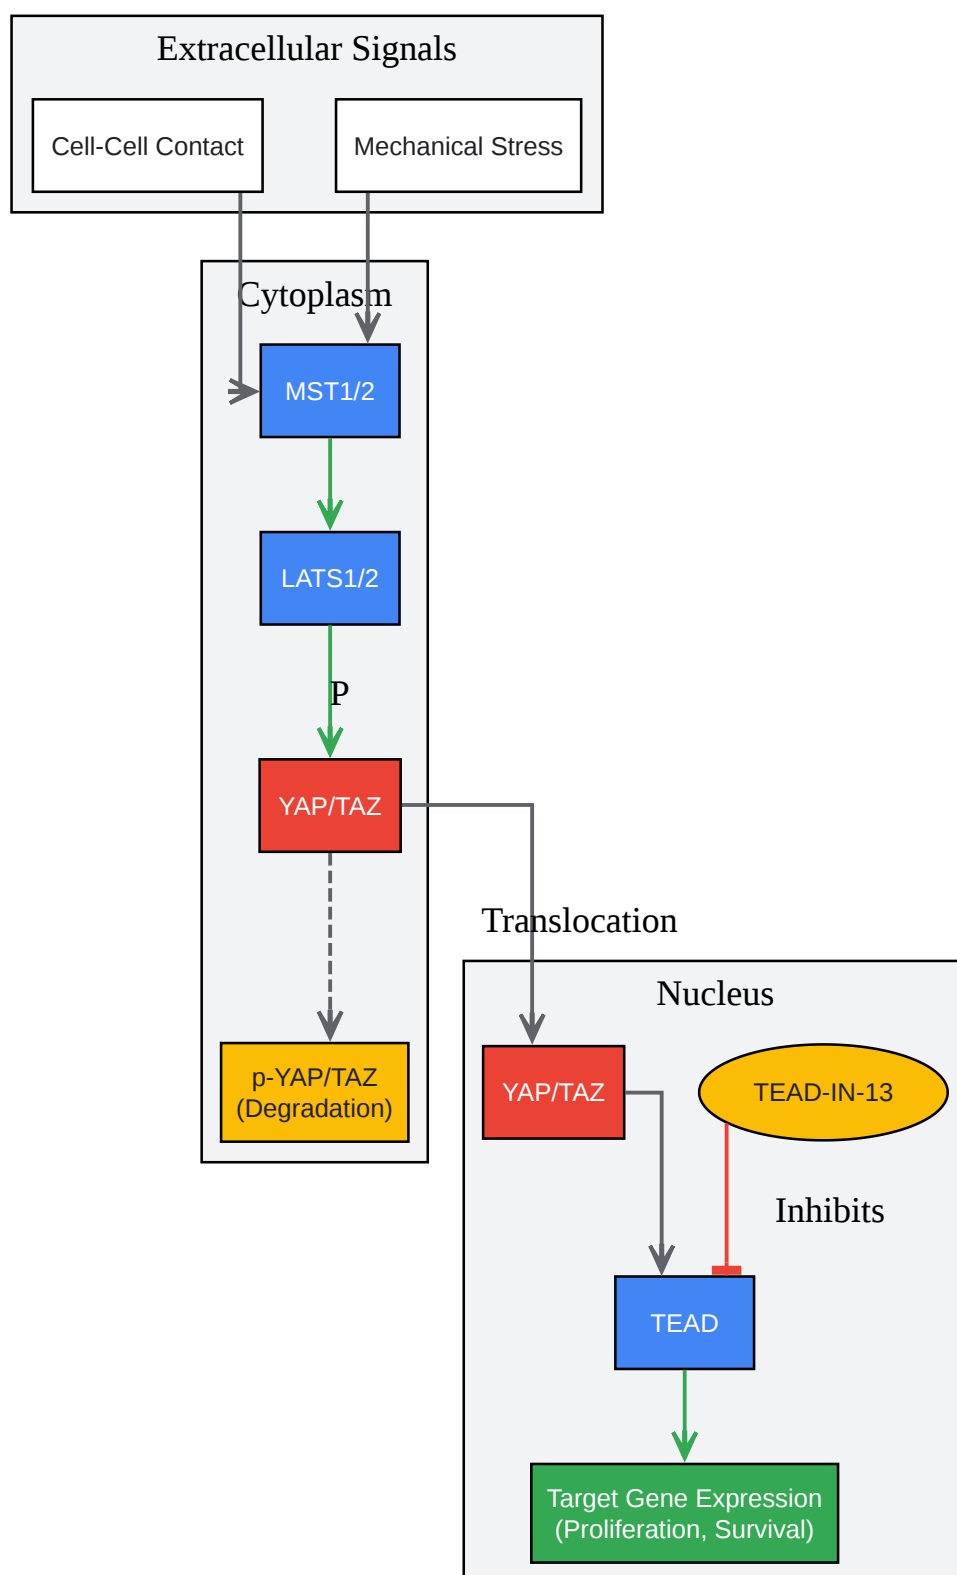 Extracellular Signals
Cell-Cell Contact
Mechanical Stress
Cytoplasm
MST1/2
LATS1/2
P
YAP/TAZ
Translocation
Nucleus
p-YAP/TAZ
(Degradation)
YAP/TAZ
TEAD-IN-13
Inhibits
TEAD
Target Gene Expression
(Proliferation, Survival)